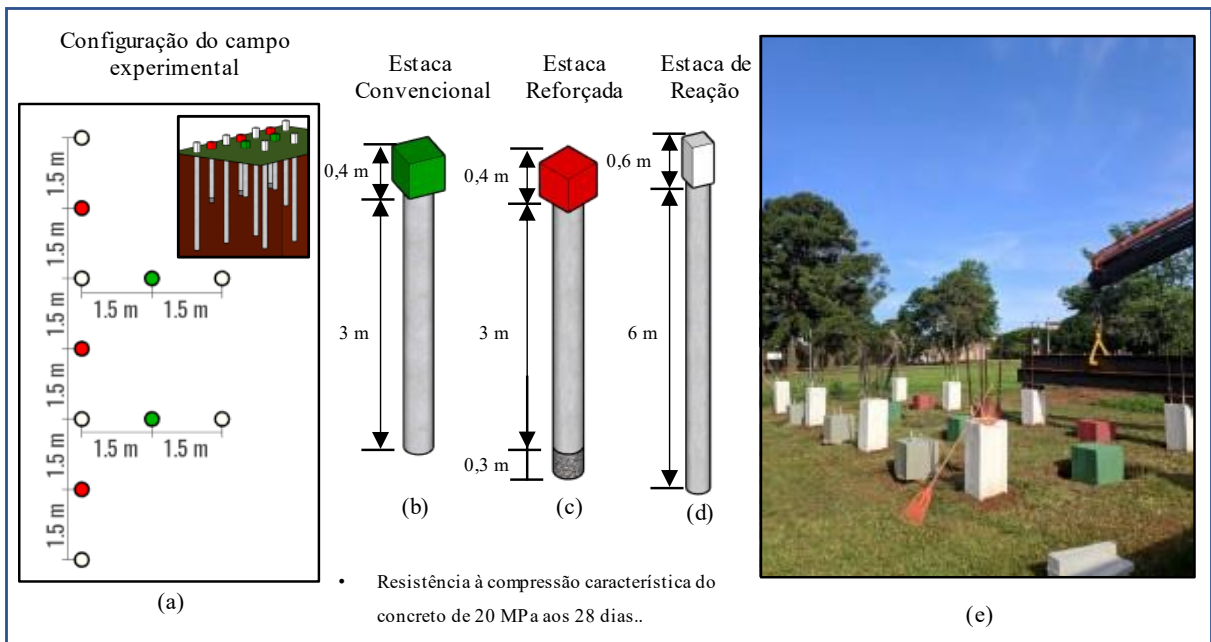 Configuração do campo
experimental
1.5 m
1.5 m
1.5 m
1.5 m
1.5 m
1.5 m
1.5 m 1.5 m
1.5 m 1.5 m
(a)
Estaca
Convencional
0,4 m
3 m
(b)
Estaca
Reforçada
0,4 m
3 m
0,3 m
(c)
Estaca de
Reação
0,6 m
6 m
(d)
• Resistência à compressão característica do
concreto de 20 MPa aos 28 dias..
(e)